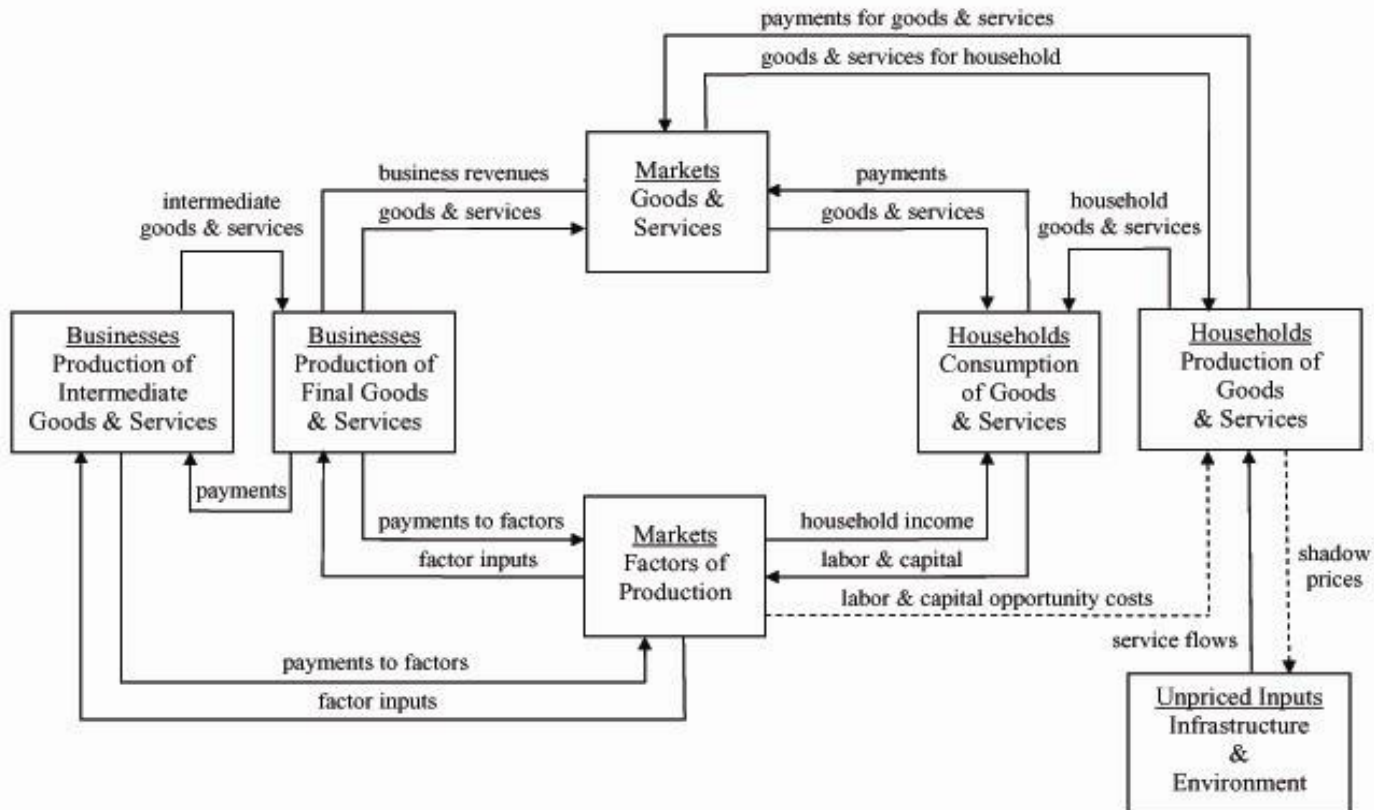 payments for goods & services
goods & services for household
Markets
Goods &
Services
business revenues
goods & services
payments
goods & services
intermediate
goods & services
household
goods & services
Businesses
Production of
Intermediate
Goods & Services
Businesses
Production of
Final Goods
& Services
Households
Consumption
of Goods
& Services
Households
Production of
Goods
& Services
payments
payments to factors
factor inputs
Markets
Factors of
Production
household income
labor & capital
labor & capital opportunity costs
shadow
prices
service flows
payments to factors
factor inputs
Unpriced Inputs
Infrastructure
&
Environment